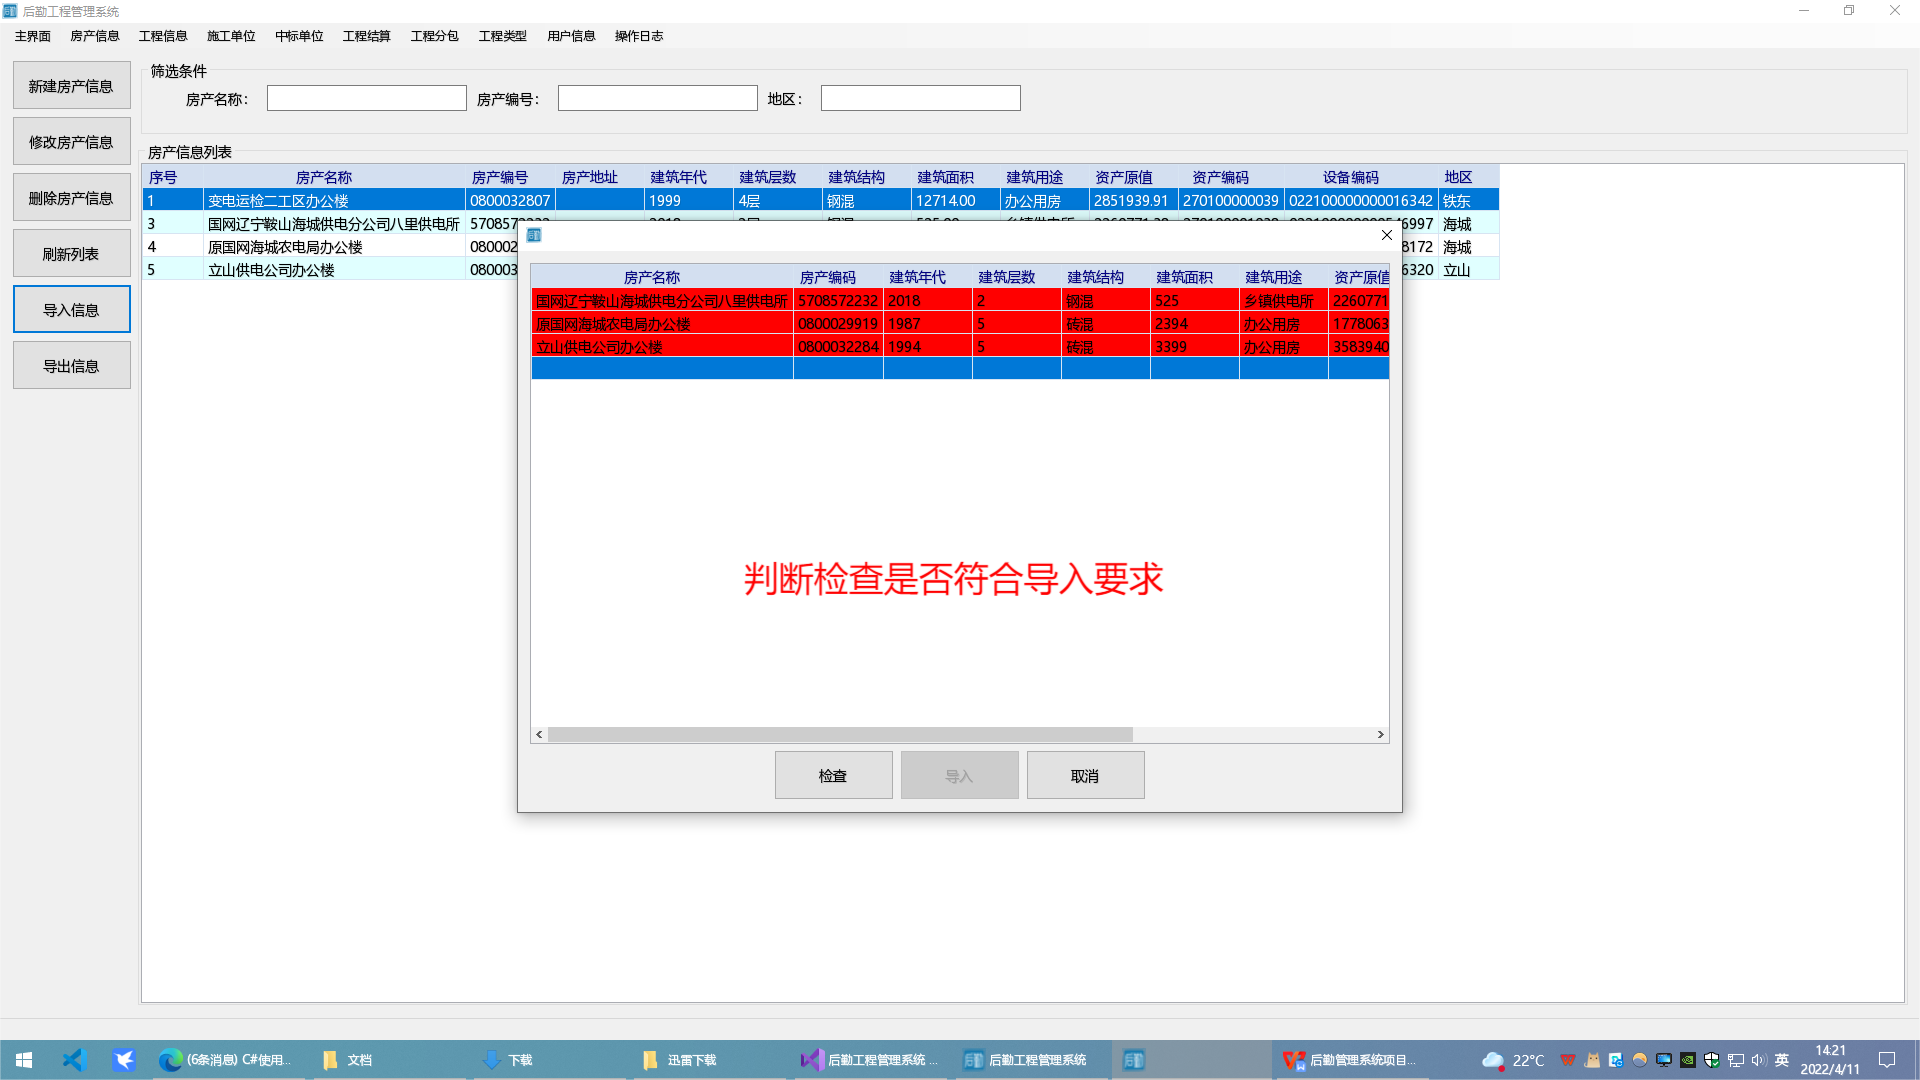 后勤工程管理系统
主界面 房产信息 工程信息 施工单位 中标单位 工程结算 工程分包 工程类型 用户信息 操作日志
新建房产信息
修改房产信息
删除房产信息
刷新列表
导入信息
导出信息
筛选条件
房产名称： 房产编号： 地区：
房产信息列表
序号 房产名称 房产编号 房产地址 建筑年代 建筑层数 建筑结构 建筑面积 建筑用途 资产原值 资产编码 设备编码 地区
1 变电运检二工区办公楼 0800032807 1999 4层 钢混 12714.00 办公用房 2851939.91 270100000039 022100000000016342 铁东
3 国网辽宁鞍山海城供电分公司八里供电所 570857 6997 海城
4 原国网海城农电局办公楼 080002 8172 海城
5 立山供电公司办公楼 080003 6320 立山
房产名称 房产编码 建筑年代 建筑层数 建筑结构 建筑面积 建筑用途 资产原值
国网辽宁鞍山海城供电分公司八里供电所 5708572232 2018 2 钢混 525 乡镇供电所 2260771
原国网海城农电局办公楼 0800029919 1987 5 砖混 2394 办公用房 1778063
立山供电公司办公楼 0800032284 1994 5 砖混 3399 办公用房 3583940
判断检查是否符合导入要求
检查 导入 取消
(6条消息) C#使用... 文档 下载 迅雷下载 后勤工程管理系统 ... 后勤工程管理系统 后勤管理系统项目... 22°C 英 14:21
2022/4/11